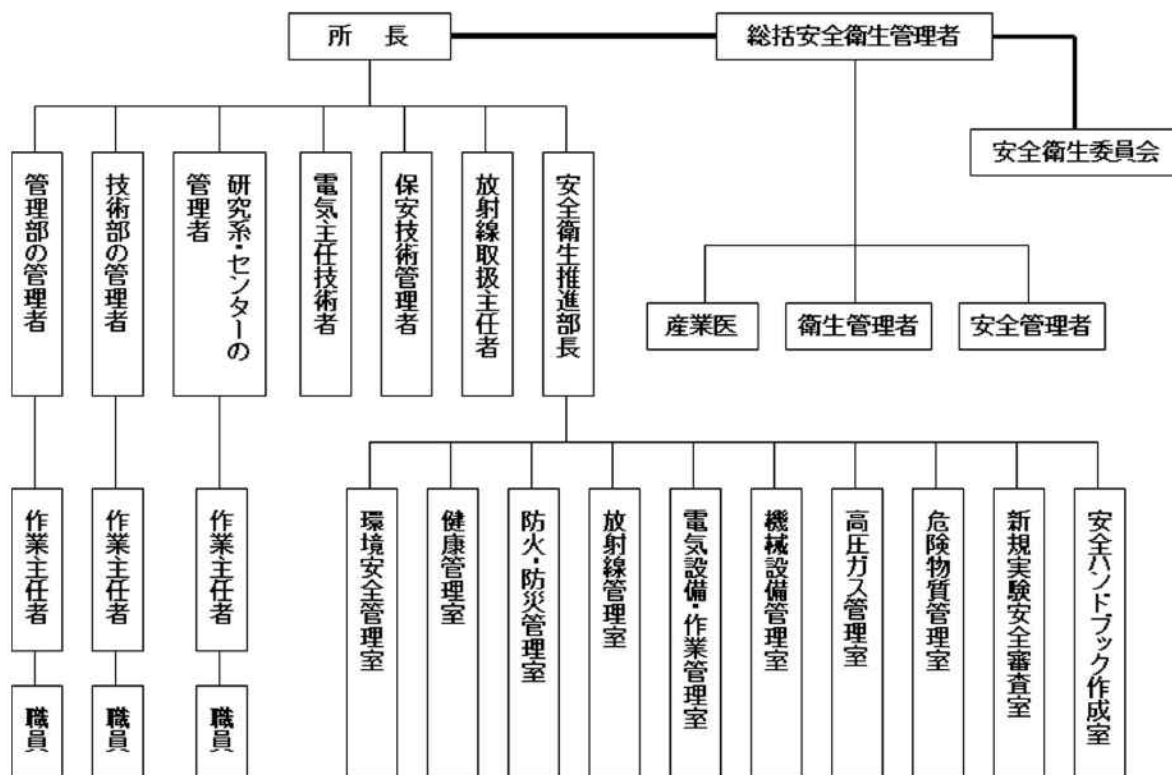 所　長
総括安全衛生管理者
安全衛生委員会
管理部の管理者
技術部の管理者
研究系・センターの
管理者
電気主任技術者
保安技術管理者
放射線取扱主任者
安全衛生推進部長
産業医
衛生管理者
安全管理者
作業主任者
作業主任者
作業主任者
環境安全管理室
健康管理室
防火・防災管理室
放射線管理室
電気設備・作業管理室
機械設備管理室
高圧ガス管理室
危険物質管理室
新規実験安全審査室
安全ハンドブック作成室
職員
職員
職員